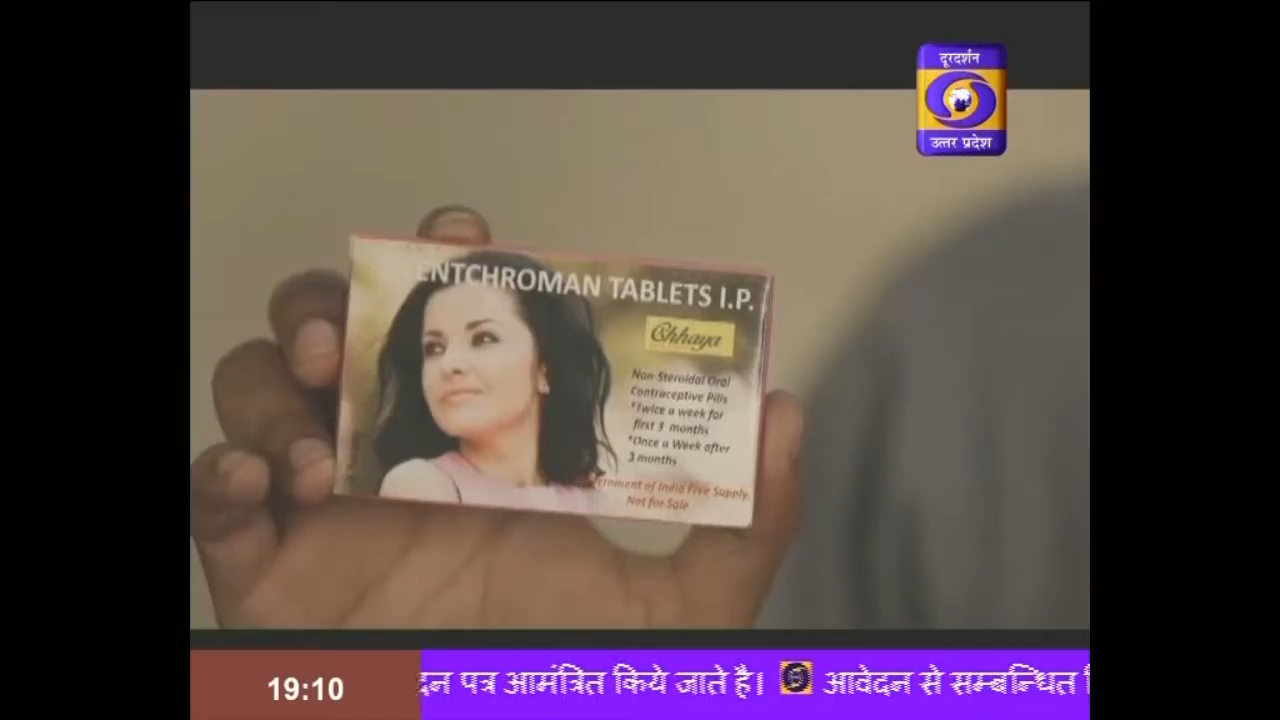 दूरदर्शन
उत्तर प्रदेश
ENTCHROMAN TABLETS I.P.
Chhaya
Non-Steroidal Oral
Contraceptive Pills
*Twice a week for
first 3 months
*Once a Week after
3 months
ernment of India Free Supply.
Not for Sale
19:10
दन पत्र आमंत्रित किये जाते है। आवेदन से सम्बन्धित